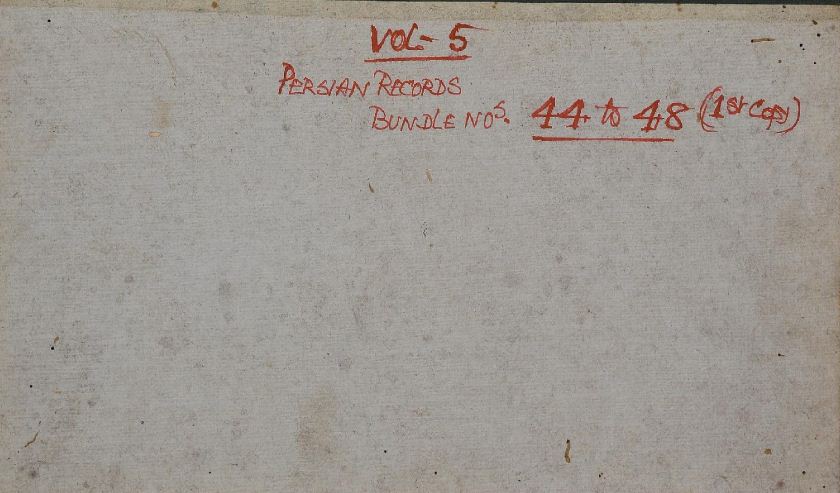 VOL- 5
PERSIAN RECORDS
BUNDLE NOS. 44 to 48 (1st Copy)